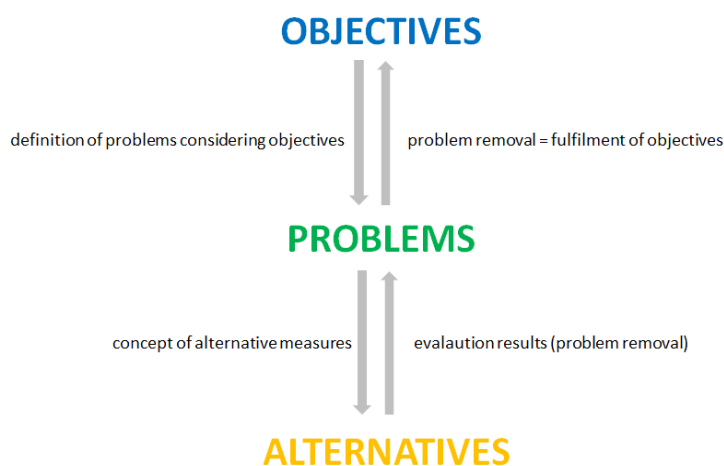 OBJECTIVES
definition of problems considering objectives
problem removal = fulfilment of objectives
PROBLEMS
concept of alternative measures
evalaution results (problem removal)
ALTERNATIVES